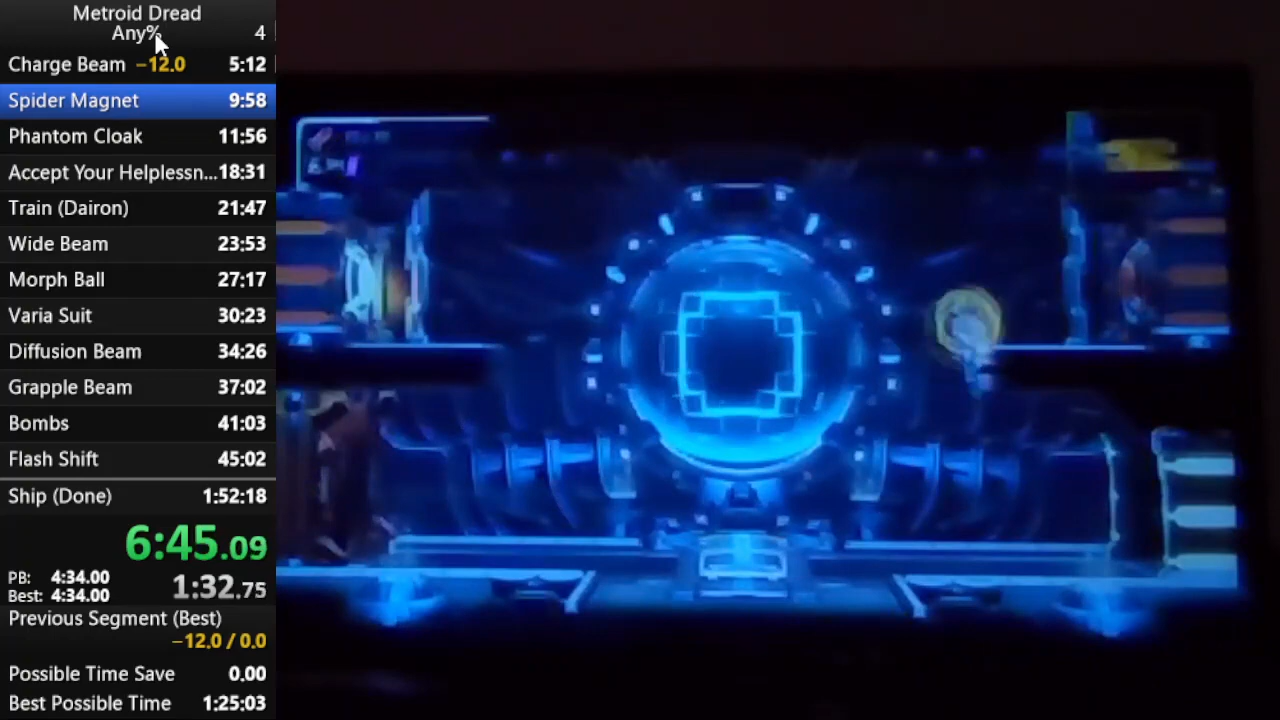 Metroid Dread
Any% 4
Charge Beam −12.0 5:12
Spider Magnet 9:58
Phantom Cloak 11:56
Accept Your Helplessn... 18:31
Train (Dairon) 21:47
Wide Beam 23:53
Morph Ball 27:17
Varia Suit 30:23
Diffusion Beam 34:26
Grapple Beam 37:02
Bombs 41:03
Flash Shift 45:02
Ship (Done) 1:52:18
6:45.09
PB: 4:34.00
Best: 4:34.00
1:32.75
Previous Segment (Best)
−12.0 / 0.0
Possible Time Save 0.00
Best Possible Time 1:25:03